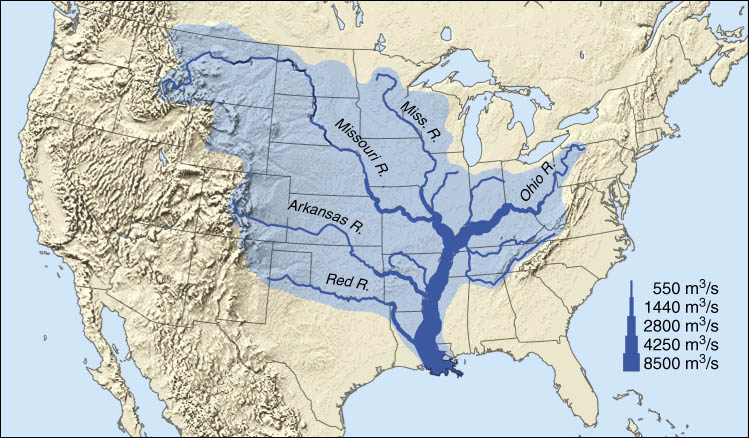 Miss. R.
Missouri R.
Ohio R.
Arkansas R.
Red R.
550 m³/s
1440 m³/s
2800 m³/s
4250 m³/s
8500 m³/s